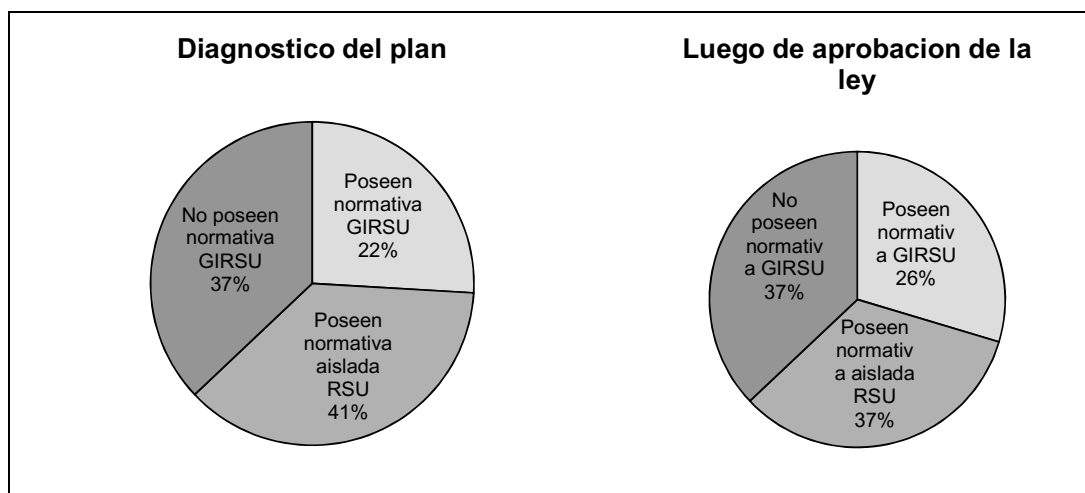 Diagnostico del plan
No poseen
normativa
GIRSU
37%
Poseen
normativa
GIRSU
22%
Poseen
normativa
aislada
RSU
41%
Luego de aprobacion de la
ley
No
poseen
normativ
a GIRSU
37%
Poseen
normativ
a GIRSU
26%
Poseen
normativ
a aislada
RSU
37%